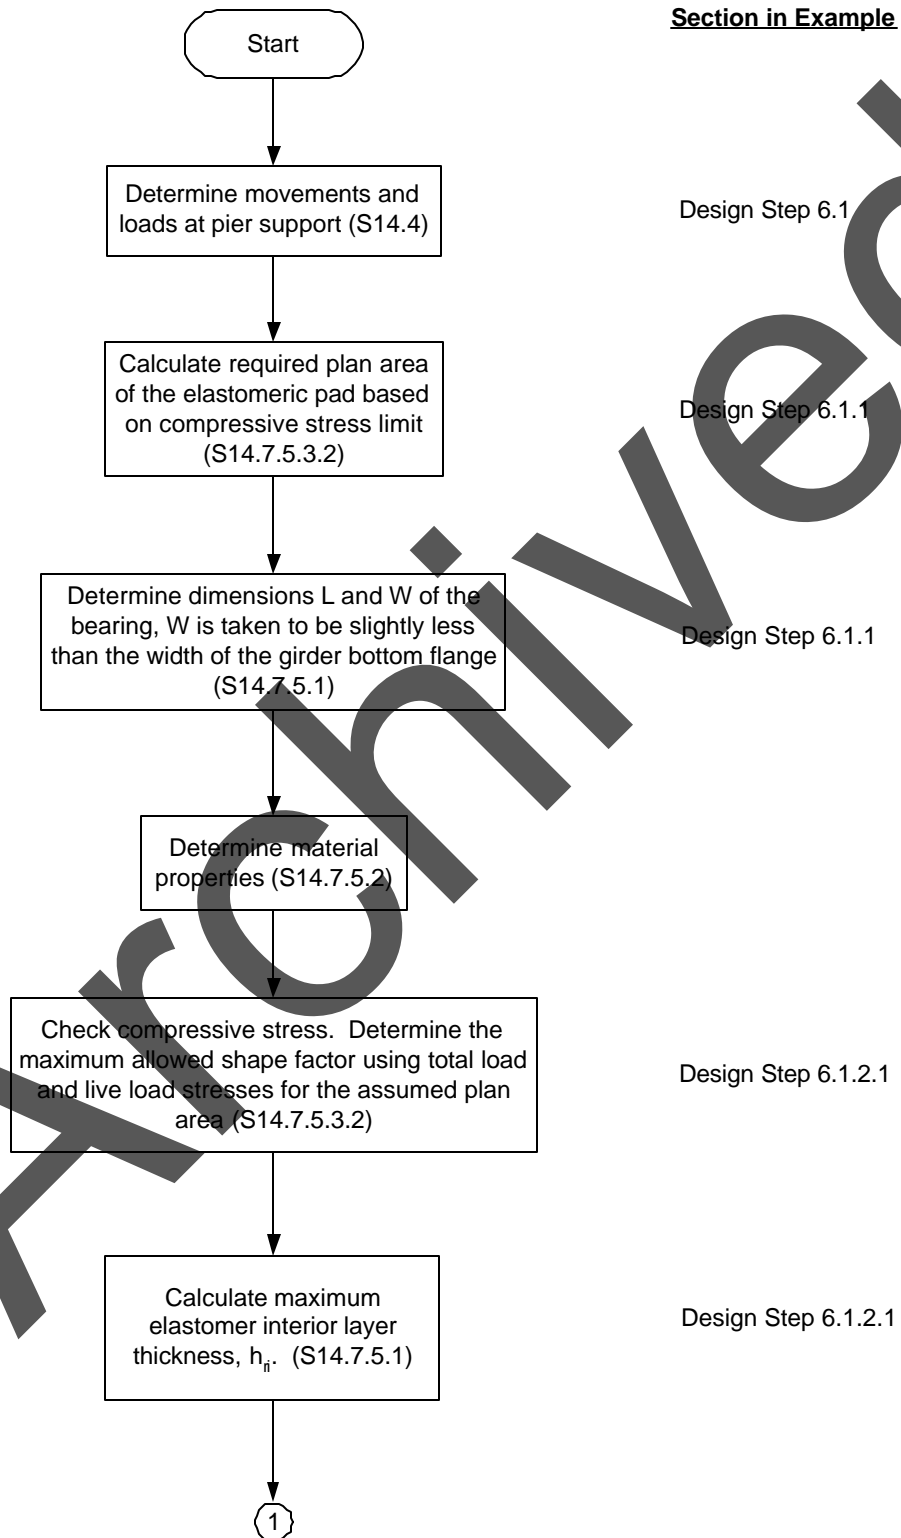 Section in Example
Start
Determine movements and
loads at pier support (S14.4)
Design Step 6.1
Calculate required plan area
of the elastomeric pad based
on compressive stress limit
(S14.7.5.3.2)
Design Step 6.1.1
Determine dimensions L and W of the
bearing, W is taken to be slightly less
than the width of the girder bottom flange
(S14.7.5.1)
Design Step 6.1.1
Determine material
properties (S14.7.5.2)
Check compressive stress. Determine the
maximum allowed shape factor using total load
and live load stresses for the assumed plan
area (S14.7.5.3.2)
Design Step 6.1.2.1
Calculate maximum
elastomer interior layer
thickness, hri. (S14.7.5.1)
Design Step 6.1.2.1
1
Archived